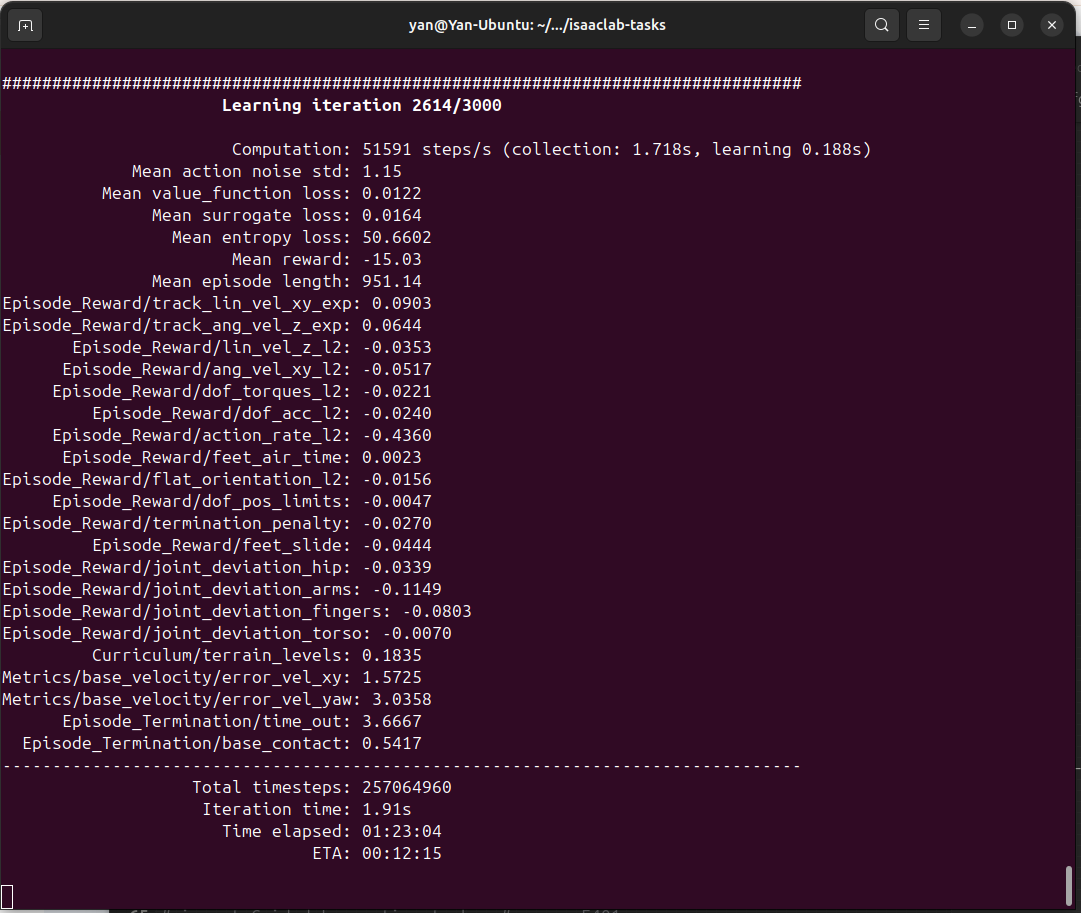 yan@Yan-Ubuntu: ~/.../isaaclab-tasks
################################################################################
Learning iteration 2614/3000
Computation: 51591 steps/s (collection: 1.718s, learning 0.188s)
Mean action noise std: 1.15
Mean value_function loss: 0.0122
Mean surrogate loss: 0.0164
Mean entropy loss: 50.6602
Mean reward: -15.03
Mean episode length: 951.14
Episode_Reward/track_lin_vel_xy_exp: 0.0903
Episode_Reward/track_ang_vel_z_exp: 0.0644
Episode_Reward/lin_vel_z_l2: -0.0353
Episode_Reward/ang_vel_xy_l2: -0.0517
Episode_Reward/dof_torques_l2: -0.0221
Episode_Reward/dof_acc_l2: -0.0240
Episode_Reward/action_rate_l2: -0.4360
Episode_Reward/feet_air_time: 0.0023
Episode_Reward/flat_orientation_l2: -0.0156
Episode_Reward/dof_pos_limits: -0.0047
Episode_Reward/termination_penalty: -0.0270
Episode_Reward/feet_slide: -0.0444
Episode_Reward/joint_deviation_hip: -0.0339
Episode_Reward/joint_deviation_arms: -0.1149
Episode_Reward/joint_deviation_fingers: -0.0803
Episode_Reward/joint_deviation_torso: -0.0070
Curriculum/terrain_levels: 0.1835
Metrics/base_velocity/error_vel_xy: 1.5725
Metrics/base_velocity/error_vel_yaw: 3.0358
Episode_Termination/time_out: 3.6667
Episode_Termination/base_contact: 0.5417
--------------------------------------------------------------------------------
Total timesteps: 257064960
Iteration time: 1.91s
Time elapsed: 01:23:04
ETA: 00:12:15